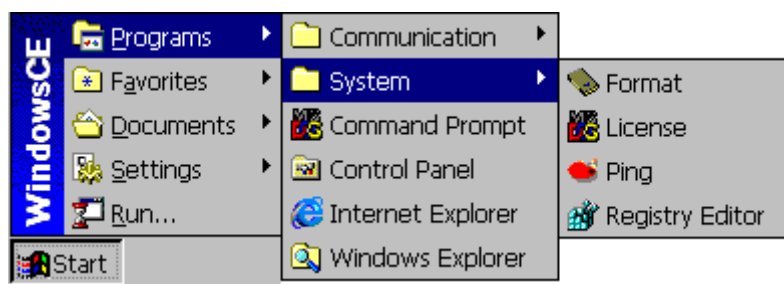 WindowsCE
Programs
Favorites
Documents
Settings
Run...
Start
Communication
System
Command Prompt
Control Panel
Internet Explorer
Windows Explorer
Format
License
Ping
Registry Editor